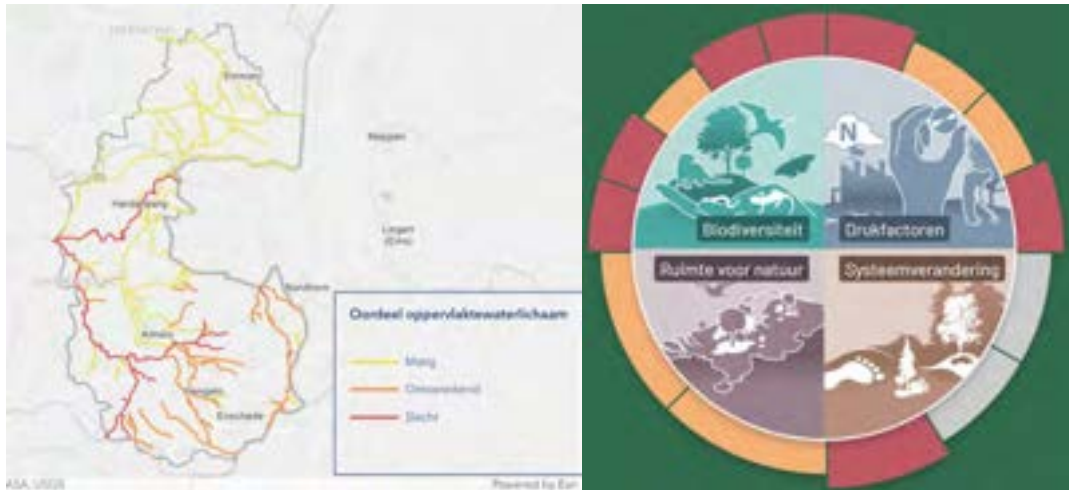 Emmen
Meppen
Hardenberg
Lingen
(Ems)
Nordhorn
Almelo
Hengelo
Enschede
Oordeel oppervlaktewaterlichaam
Matig
Ontoereikend
Slecht
Powered by Esri
N
Biodiversiteit
Drukfactoren
Ruimte voor natuur
Systeemverandering